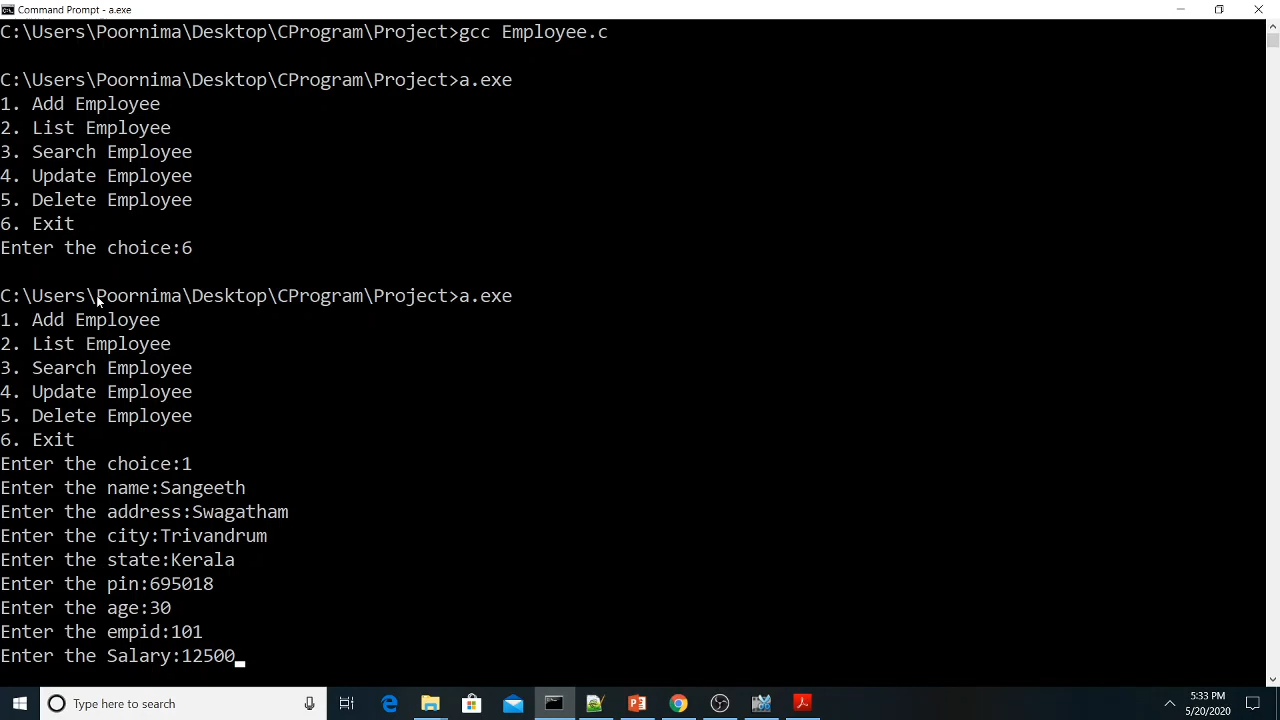 Command Prompt - a.exe
C:\Users\Poornima\Desktop\CProgram\Project>gcc Employee.c
C:\Users\Poornima\Desktop\CProgram\Project>a.exe
1. Add Employee
2. List Employee
3. Search Employee
4. Update Employee
5. Delete Employee
6. Exit
Enter the choice:6
C:\Users\Poornima\Desktop\CProgram\Project>a.exe
1. Add Employee
2. List Employee
3. Search Employee
4. Update Employee
5. Delete Employee
6. Exit
Enter the choice:1
Enter the name:Sangeeth
Enter the address:Swagatham
Enter the city:Trivandrum
Enter the state:Kerala
Enter the pin:695018
Enter the age:30
Enter the empid:101
Enter the Salary:12500
Type here to search
5:33 PM
5/20/2020